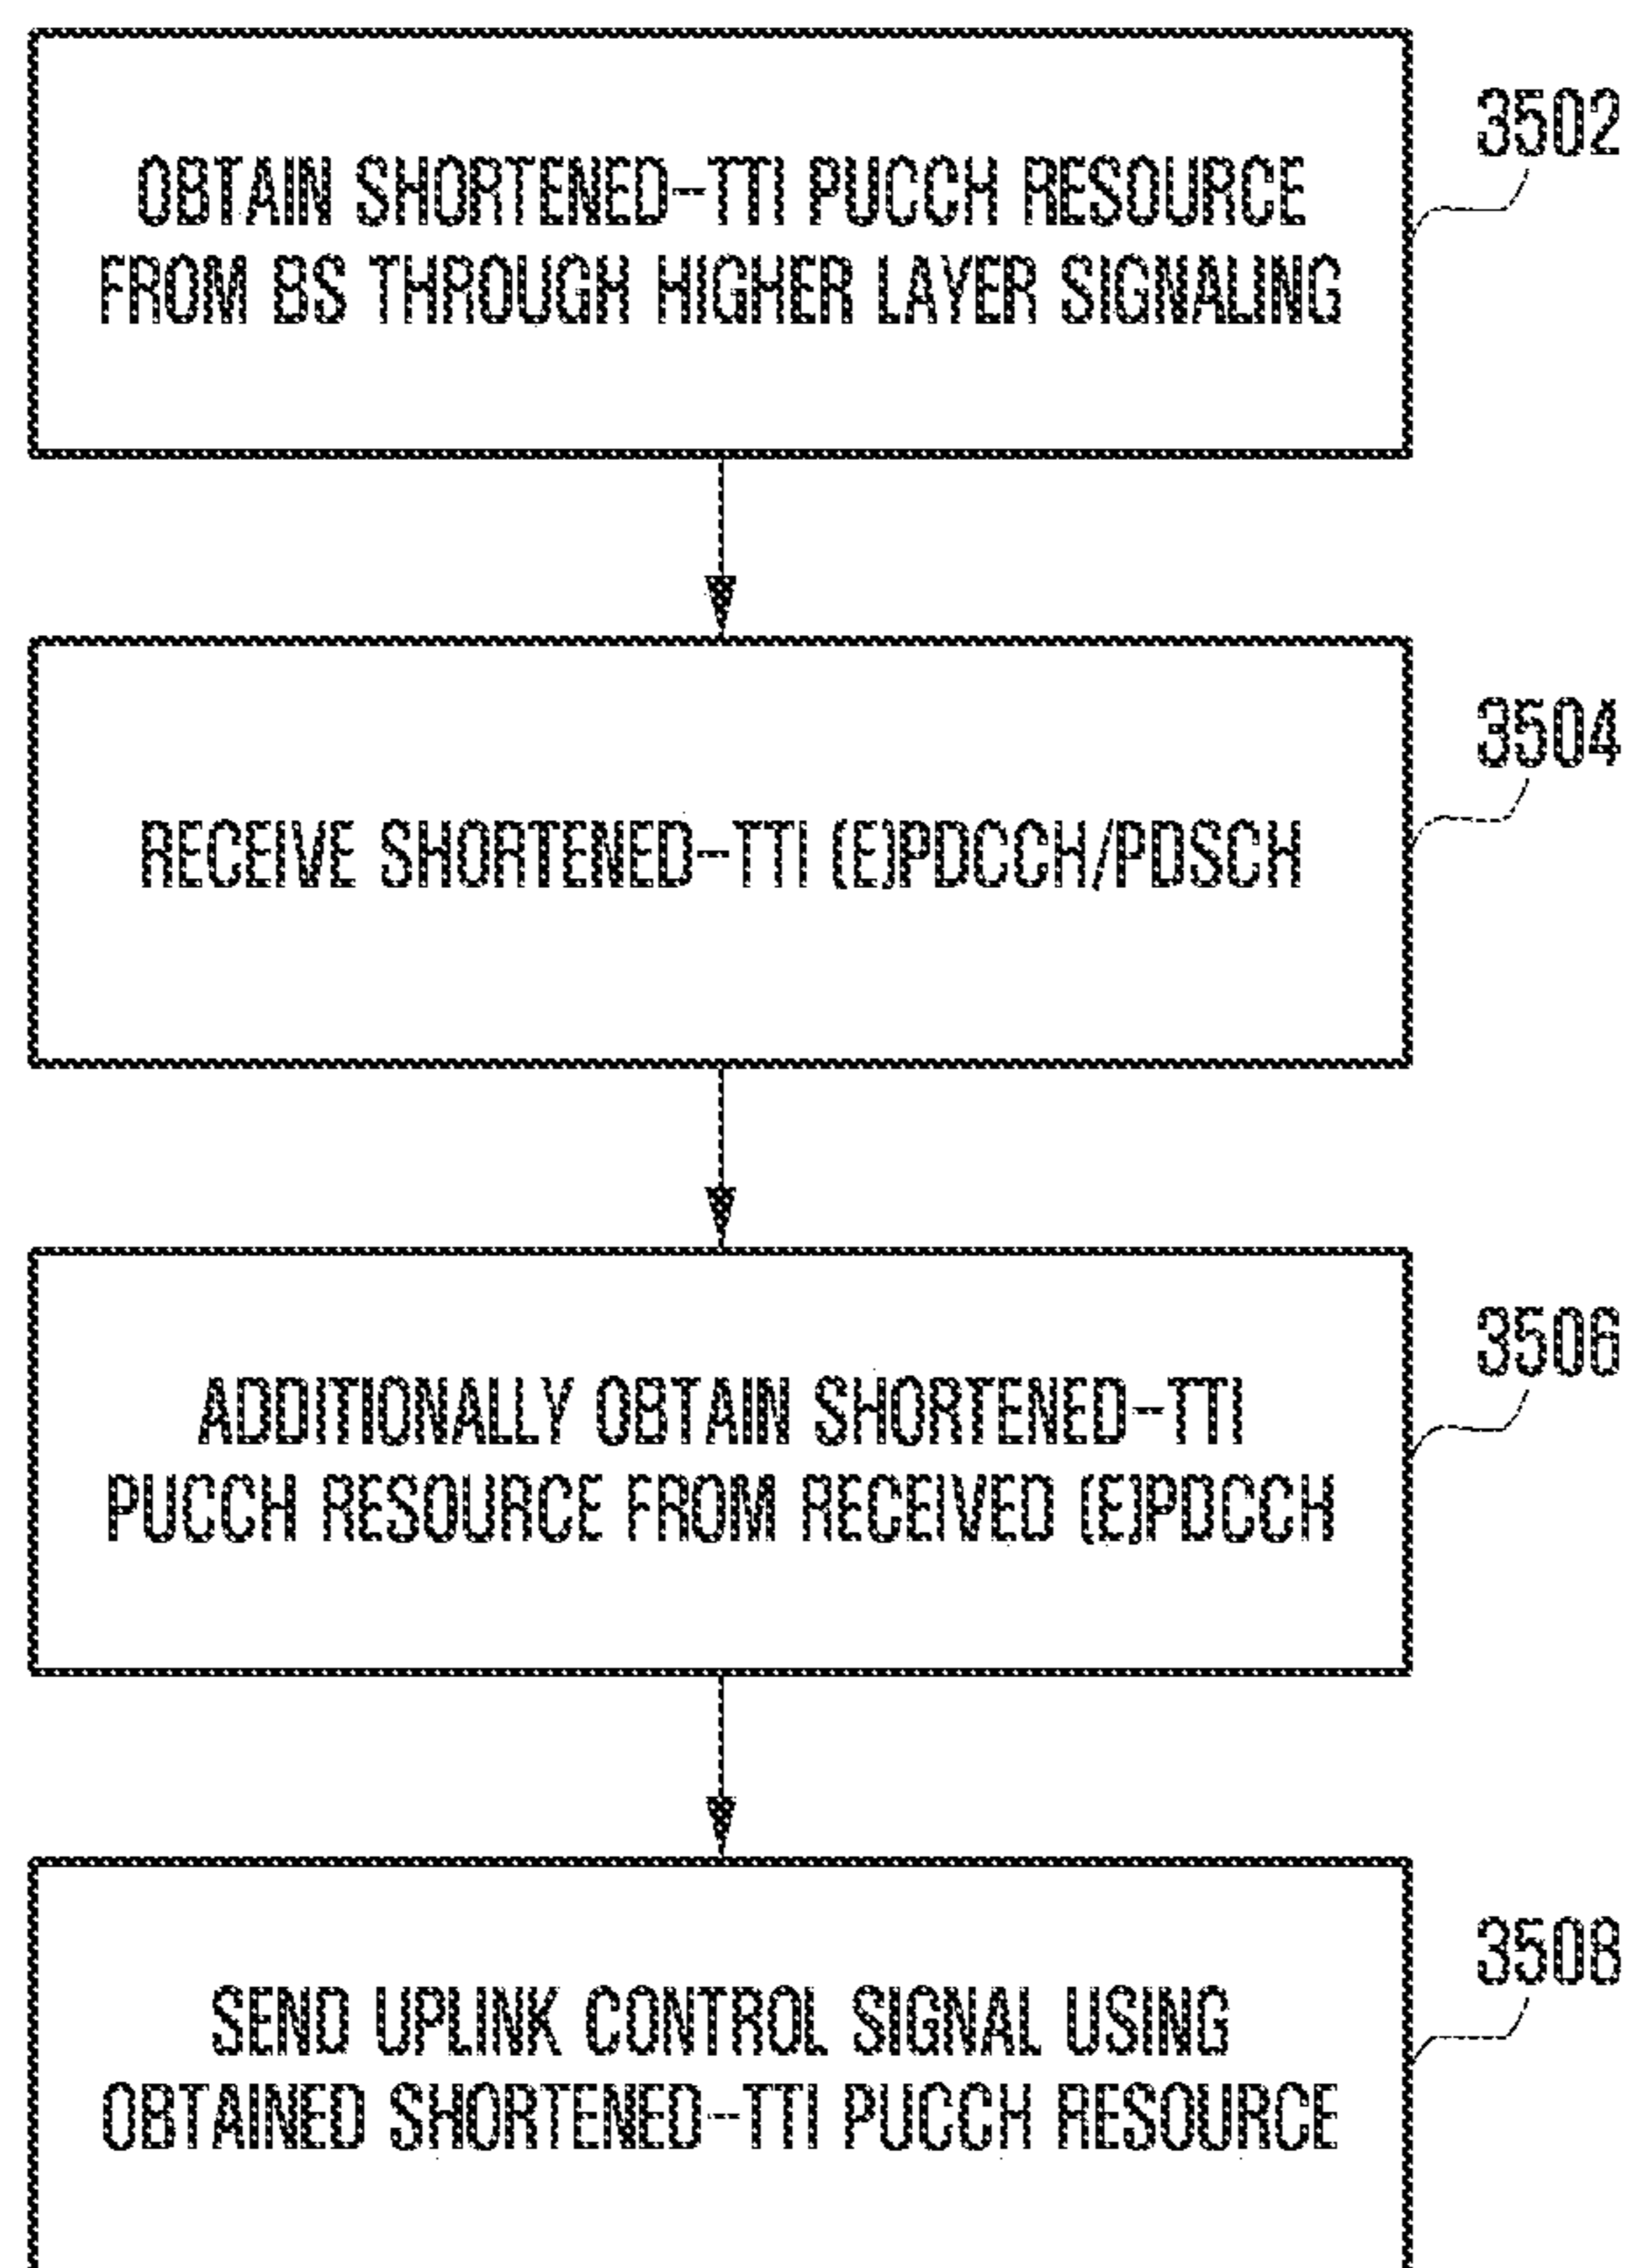 3502
OBTAIN SHORTENED-TTI PUCCH RESOURCE
FROM BS THROUGH HIGHER LAYER SIGNALING
3504
RECEIVE SHORTENED-TTI (E)PDCCH/PDSCH
3506
ADDITIONALLY OBTAIN SHORTENED-TTI
PUCCH RESOURCE FROM RECEIVED (E)PDCCH
3508
SEND UPLINK CONTROL SIGNAL USING
OBTAINED SHORTENED-TTI PUCCH RESOURCE